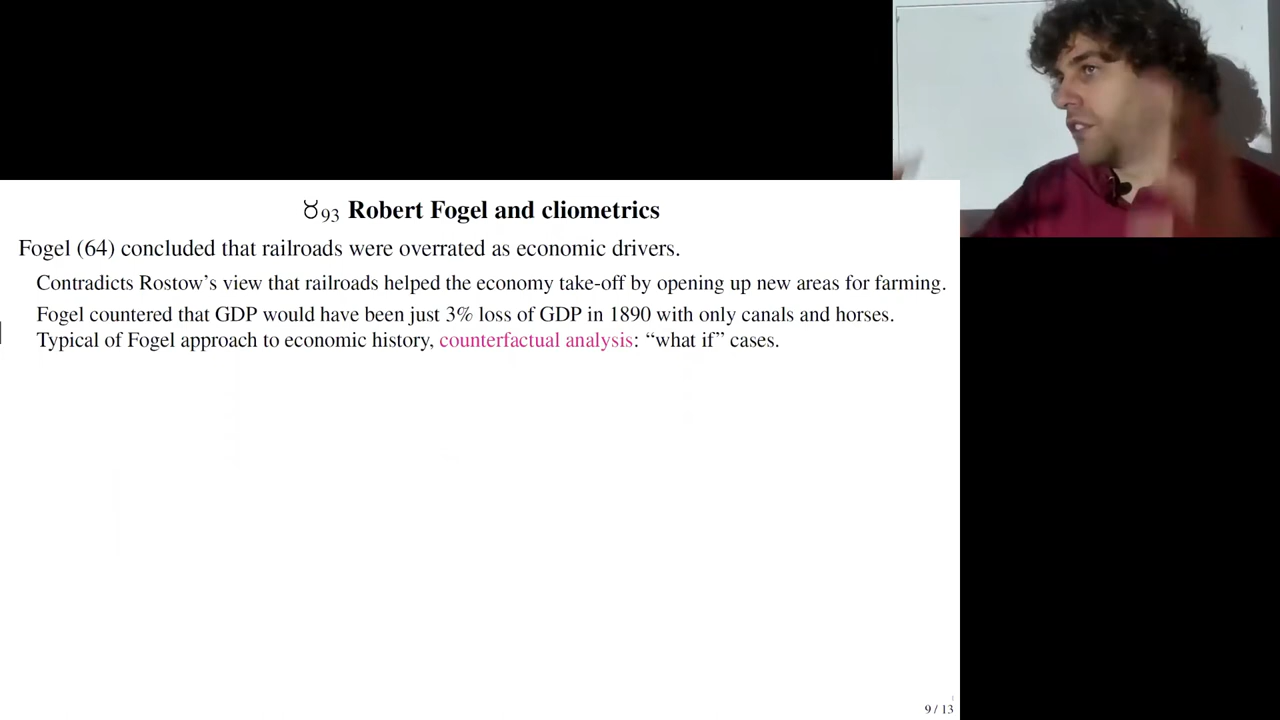 ♉93 Robert Fogel and cliometrics
Fogel (64) concluded that railroads were overrated as economic drivers.
Contradicts Rostow's view that railroads helped the economy take-off by opening up new areas for farming.
Fogel countered that GDP would have been just 3% loss of GDP in 1890 with only canals and horses.
Typical of Fogel approach to economic history, counterfactual analysis: “what if” cases.
9 / 13